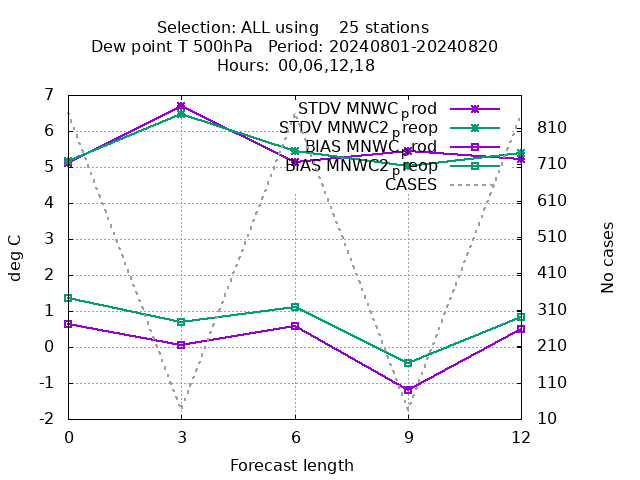 Selection: ALL using    25 stations
Dew point T 500hPa   Period: 20240801-20240820
Hours:  00,06,12,18
STDV MNWC_prod
STDV MNWC2_preop
BIAS MNWC_prod
BIAS MNWC2_preop
CASES
deg C
7
6
5
4
3
2
1
0
-1
-2
0 3 6 9 12
Forecast length
810
710
610
510
410
310
210
110
10
No cases